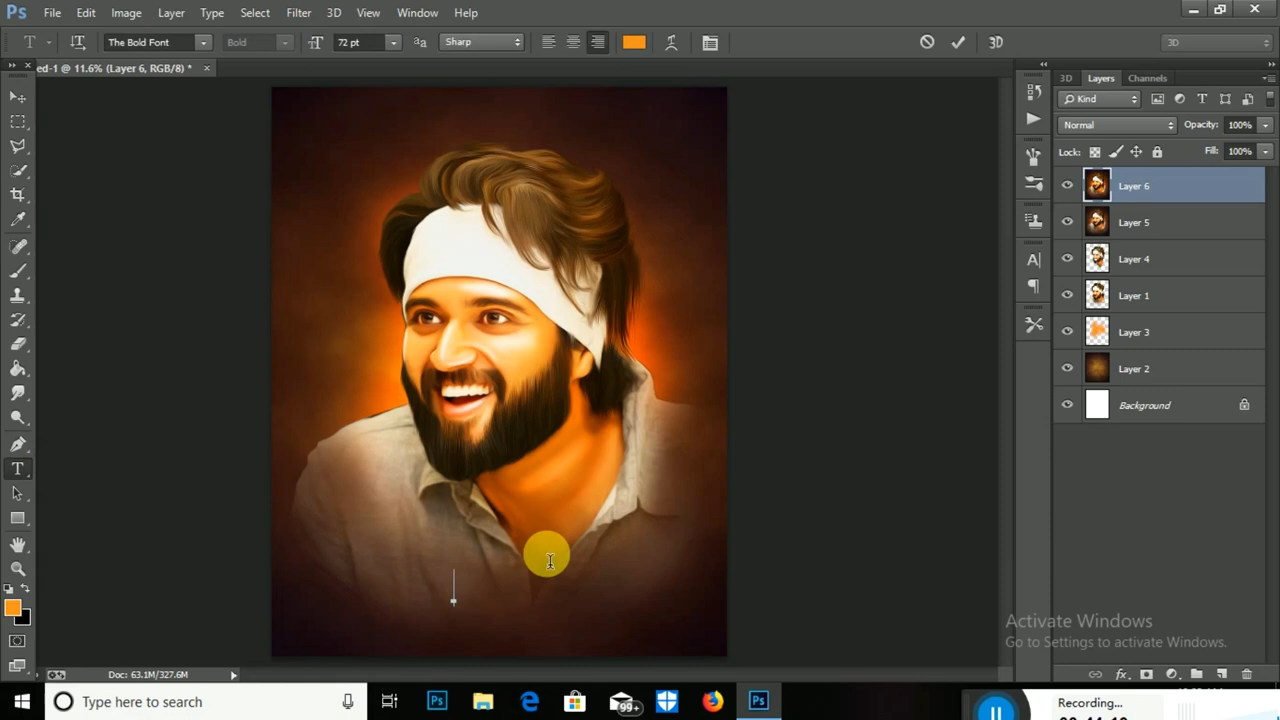 Ps File Edit Image Layer Type Select Filter 3D View Window Help
T The Bold Font Bold 72 pt Sharp 3D 3D
ed-1 @ 11.6% (Layer 6, RGB/8) * ×
3D Layers Channels
Kind
Normal Opacity: 100%
Lock: Fill: 100%
Layer 6
Layer 5
Layer 4
Layer 1
Layer 3
Layer 2
Background
Activate Windows
Go to Settings to activate Windows.
Doc: 63.1M/327.6M
Type here to search
99+
Recording...